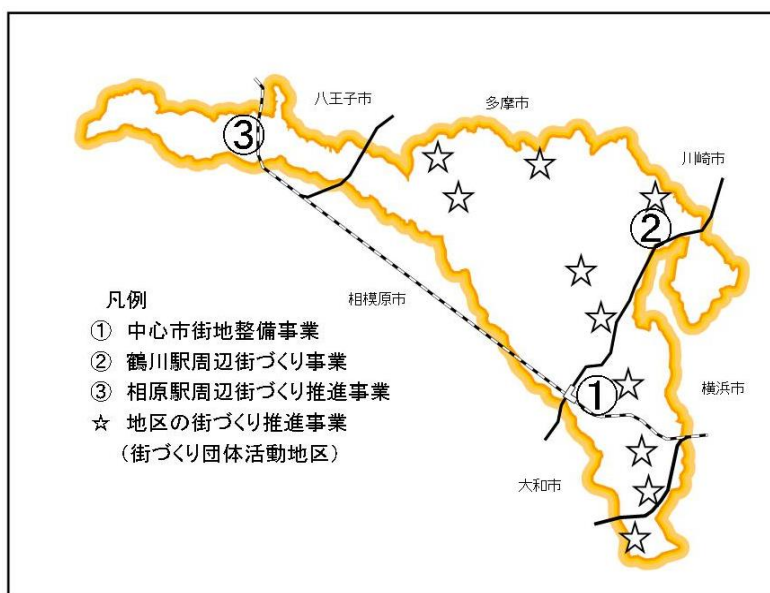 八王子市
多摩市
川崎市
③
②
相模原市
凡例
① 中心市街地整備事業
② 鶴川駅周辺街づくり事業
③ 相原駅周辺街づくり推進事業
☆ 地区の街づくり推進事業
(街づくり団体活動地区)
①
横浜市
大和市